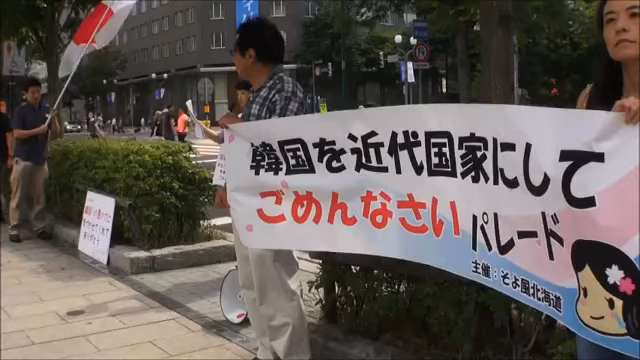 韓国を近代国家にして
ごめんなさいパレード
主催：そよ風北海道